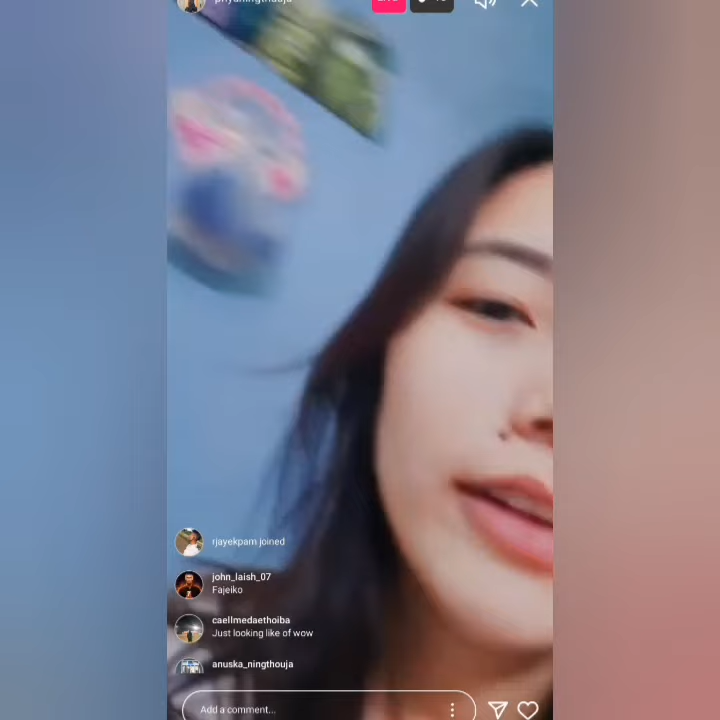 rjayekpam joined
john_laish_07
Fajeiko
caellmedaethoiba
Just looking like of wow
anuska_ningthouja
Add a comment...